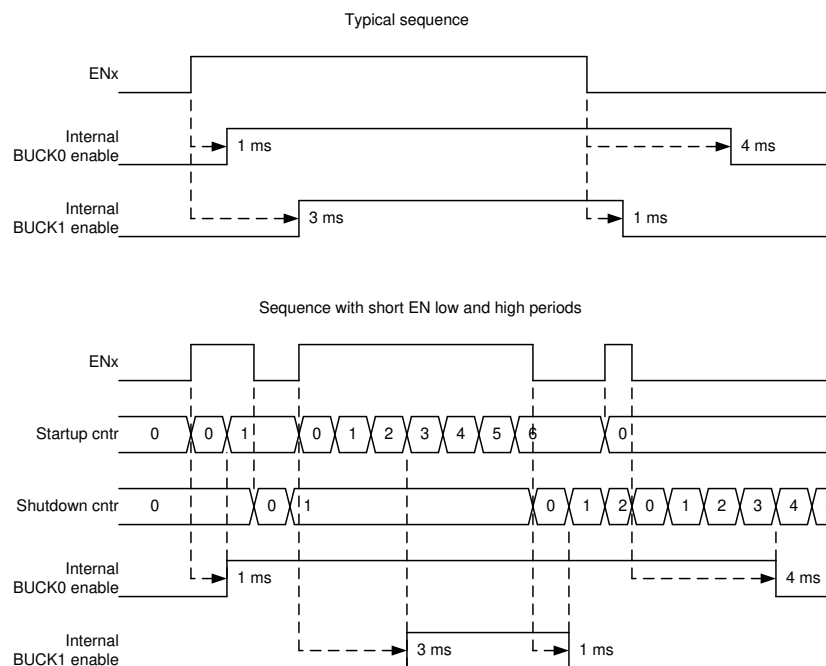 Typical sequence
ENx
Internal
BUCK0 enable
1 ms
4 ms
Internal
BUCK1 enable
3 ms
1 ms
Sequence with short EN low and high periods
ENx
Startup cntr
0 0 1 0 1 2 3 4 5 6 0
Shutdown cntr
0 0 1 0 1 2 0 1 2 3 4
Internal
BUCK0 enable
1 ms
4 ms
Internal
BUCK1 enable
3 ms
1 ms